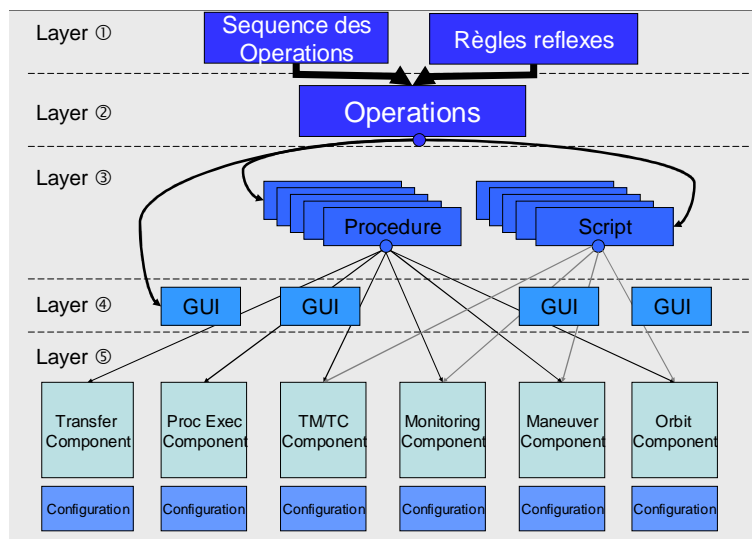 Layer ①
Sequence des
Operations
Règles reflexes
Layer ②
Operations
Layer ③
Procedure
Script
Layer ④
GUI
GUI
GUI
GUI
Layer ⑤
Transfer
Component
Proc Exec
Component
TM/TC
Component
Monitoring
Component
Maneuver
Component
Orbit
Component
Configuration
Configuration
Configuration
Configuration
Configuration
Configuration